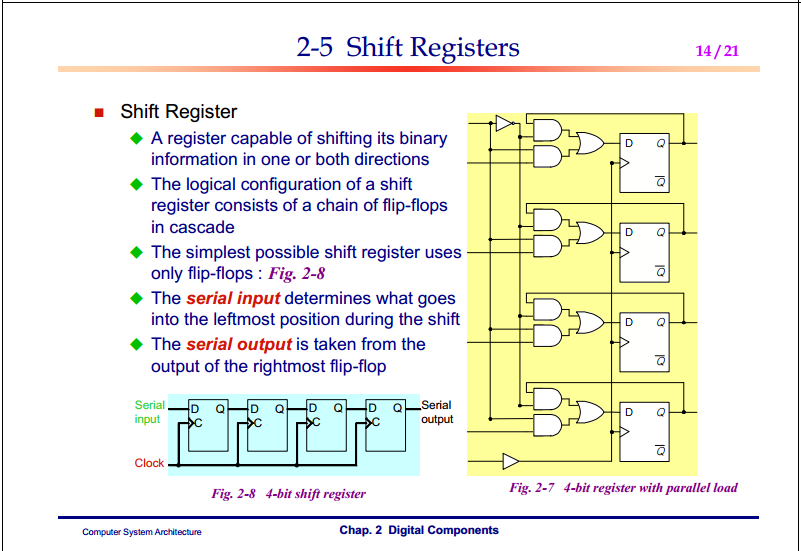 2-5 Shift Registers
14 / 21
Shift Register
A register capable of shifting its binary
information in one or both directions
The logical configuration of a shift
register consists of a chain of flip-flops
in cascade
The simplest possible shift register uses
only flip-flops : Fig. 2-8
The serial input determines what goes
into the leftmost position during the shift
The serial output is taken from the
output of the rightmost flip-flop
Serial
input
D Q D Q D Q D Q
C C C C
Serial
output
Clock
Fig. 2-8 4-bit shift register
D Q
Q
D Q
Q
D Q
Q
D Q
Q
Fig. 2-7 4-bit register with parallel load
Computer System Architecture
Chap. 2 Digital Components